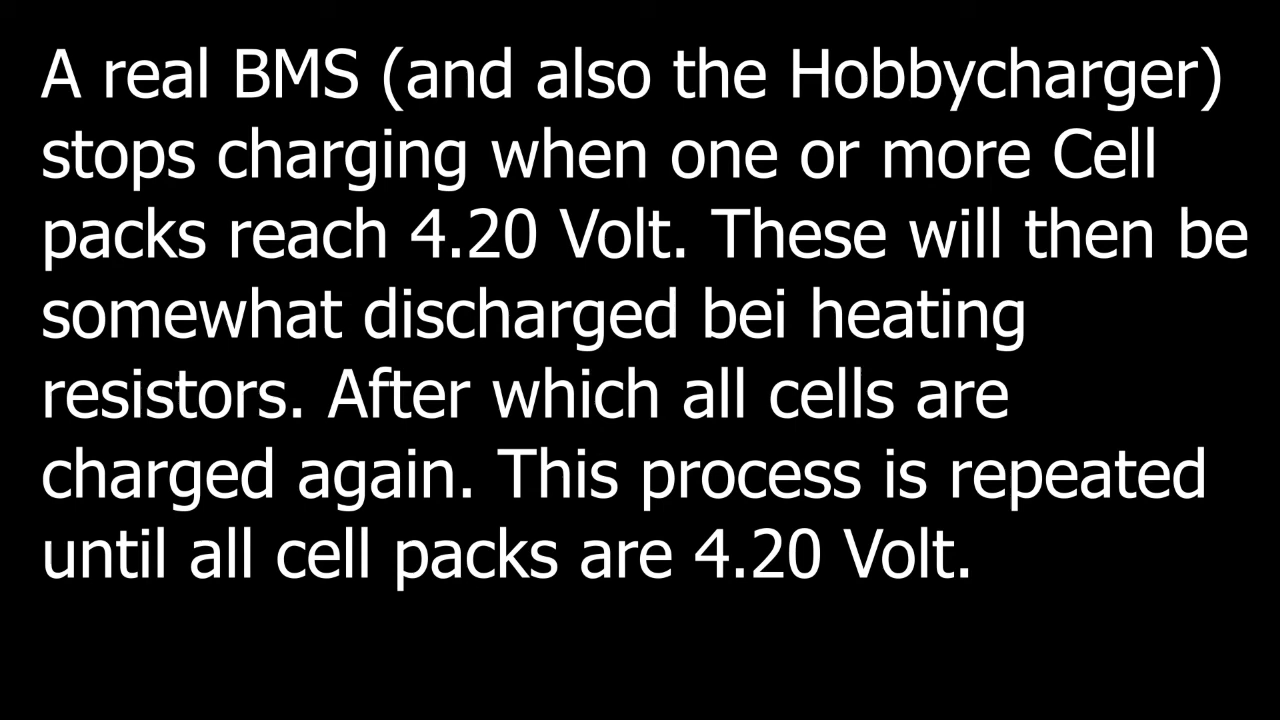 A real BMS (and also the Hobbycharger)
stops charging when one or more Cell
packs reach 4.20 Volt. These will then be
somewhat discharged bei heating
resistors. After which all cells are
charged again. This process is repeated
until all cell packs are 4.20 Volt.